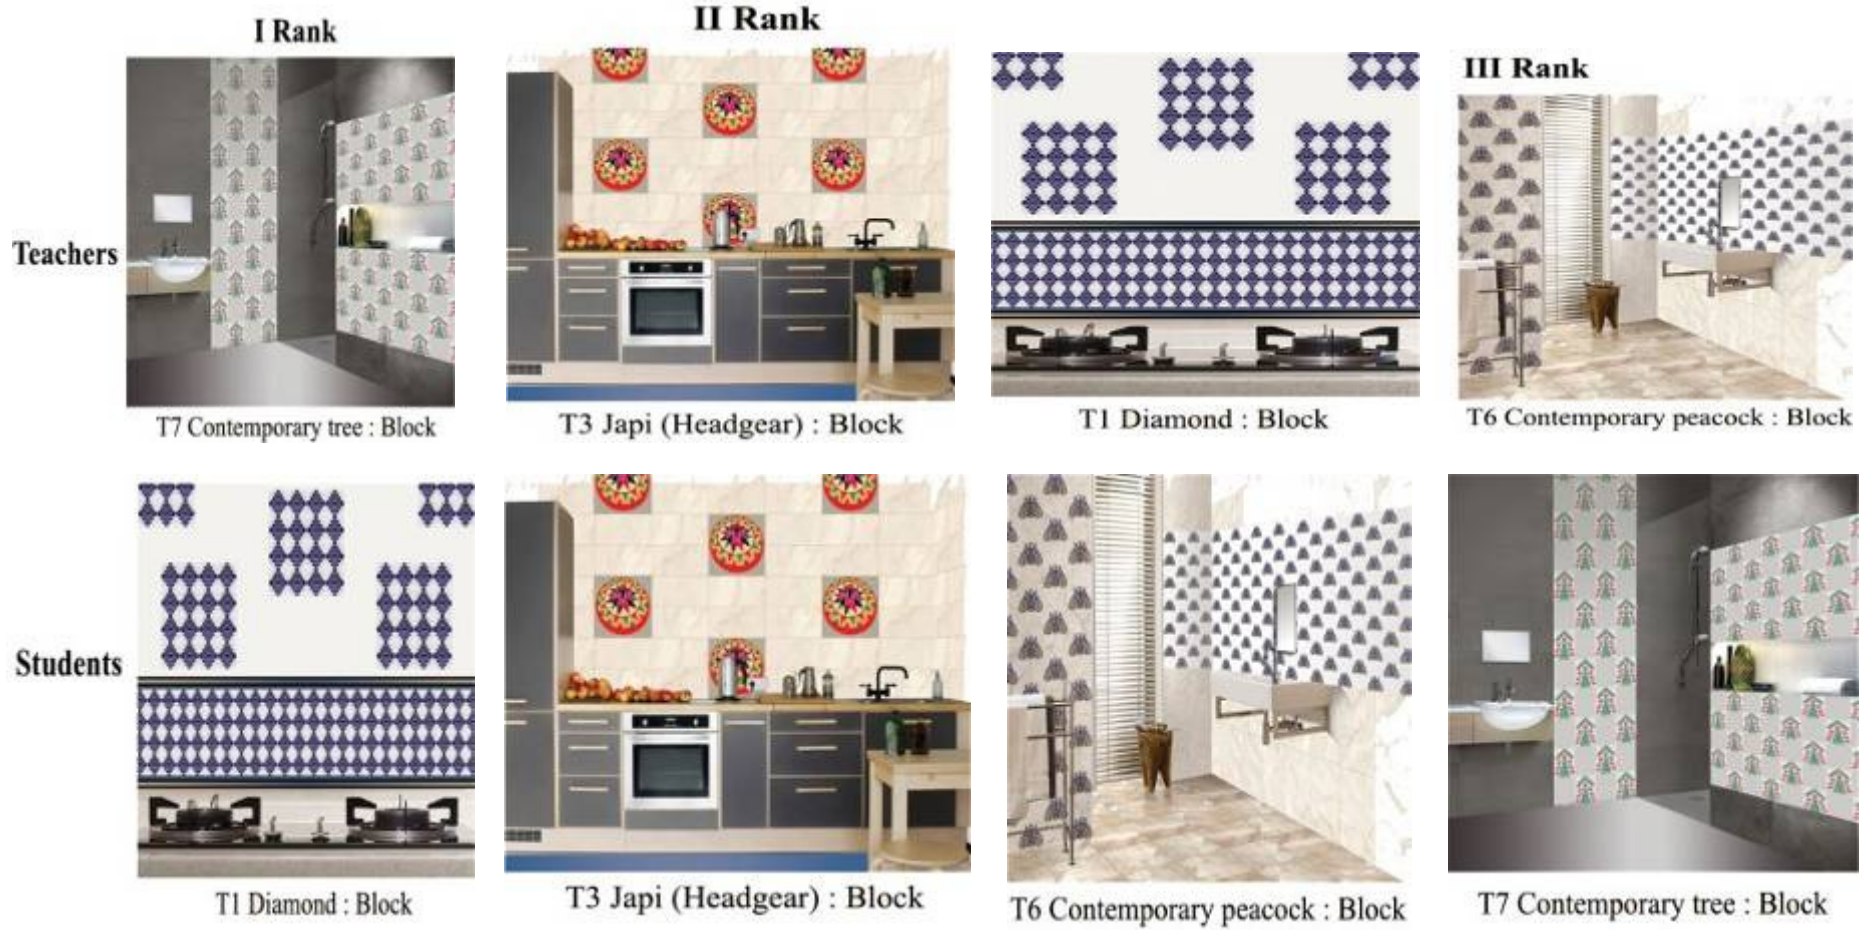 I Rank
II Rank
III Rank
Teachers
T7 Contemporary tree : Block
T3 Japi (Headgear) : Block
T1 Diamond : Block
T6 Contemporary peacock : Block
Students
T1 Diamond : Block
T3 Japi (Headgear) : Block
T6 Contemporary peacock : Block
T7 Contemporary tree : Block